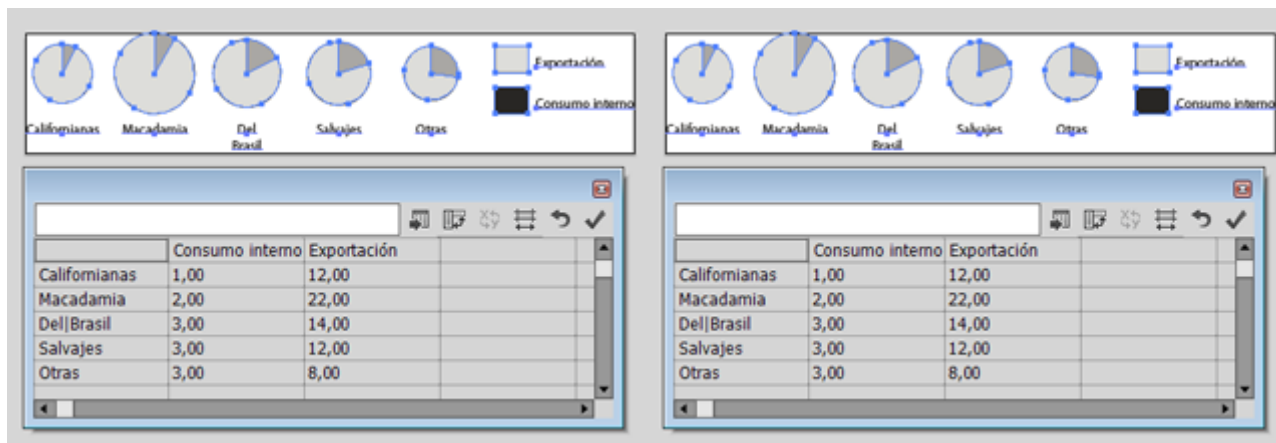 Exportación
Consumo interno
Californianas Macadamia Del Salvajes Otras
Brasil
Consumo interno Exportación
Californianas 1,00 12,00
Macadamia 2,00 22,00
Del|Brasil 3,00 14,00
Salvajes 3,00 12,00
Otras 3,00 8,00
Exportación
Consumo interno
Californianas Macadamia Del Salvajes Otras
Brasil
Consumo interno Exportación
Californianas 1,00 12,00
Macadamia 2,00 22,00
Del|Brasil 3,00 14,00
Salvajes 3,00 12,00
Otras 3,00 8,00